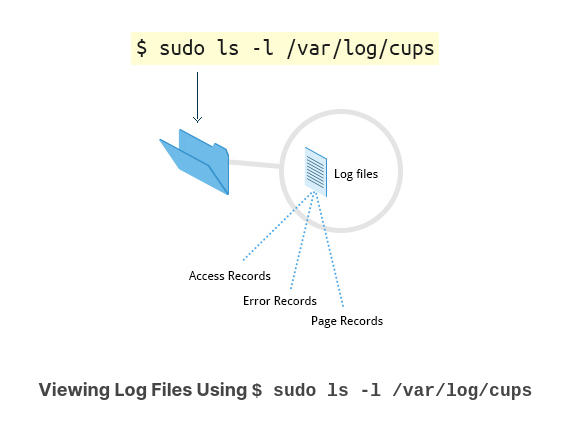 $ sudo ls -l /var/log/cups
Log files
Access Records
Error Records
Page Records
Viewing Log Files Using $ sudo ls -l /var/log/cups